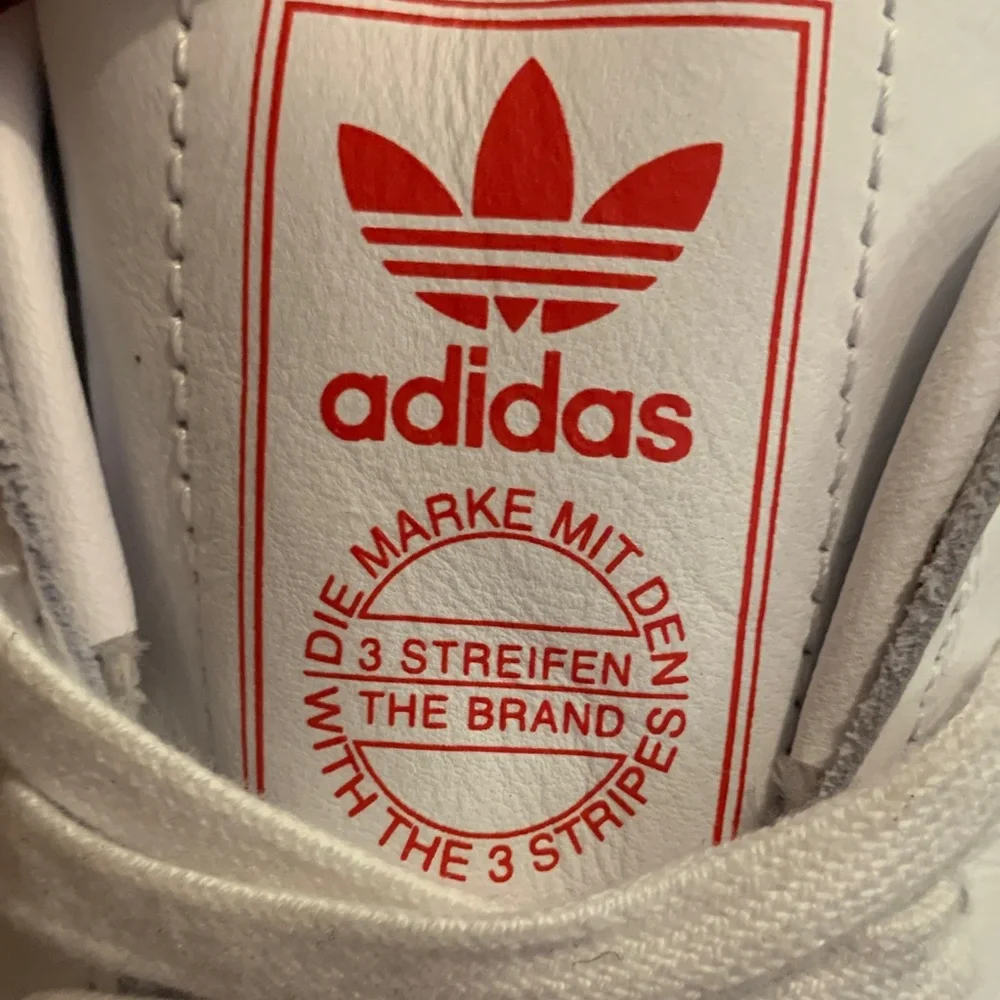 adidas
DIE MARKE MIT DEN
3 STREIFEN
THE BRAND
WITH THE 3 STRIPES